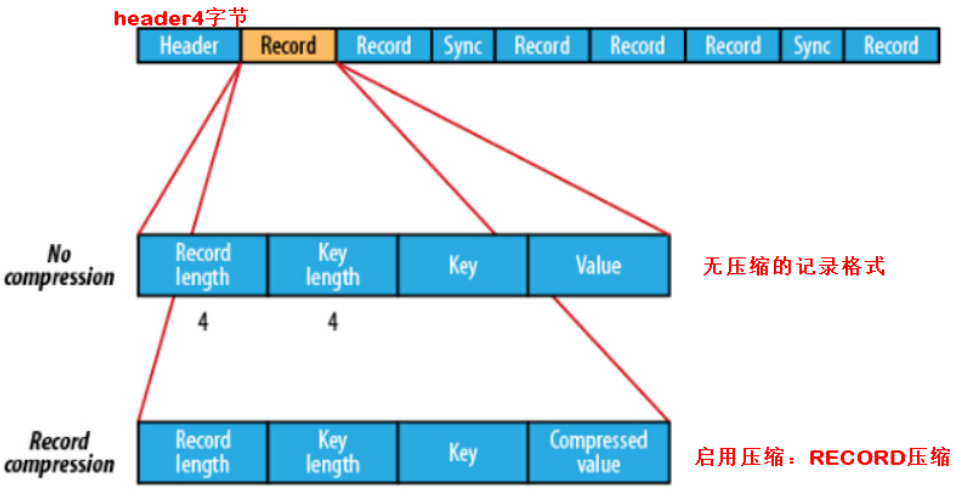 header4字节
Header Record Record Sync Record Record Record Sync Record
No
compression
Record
length
Key
length
Key
Value
无压缩的记录格式
4
4
Record
compression
Record
length
Key
length
Key
Compressed
value
启用压缩：RECORD压缩